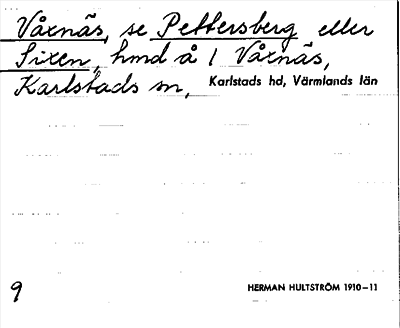 Våxnäs, se Pettersberg eller
Sixen, hmd å 1 Våxnäs,
Karlstads sn, Karlstads hd, Värmlands län
9 HERMAN HULTSTRÖM 1910–11